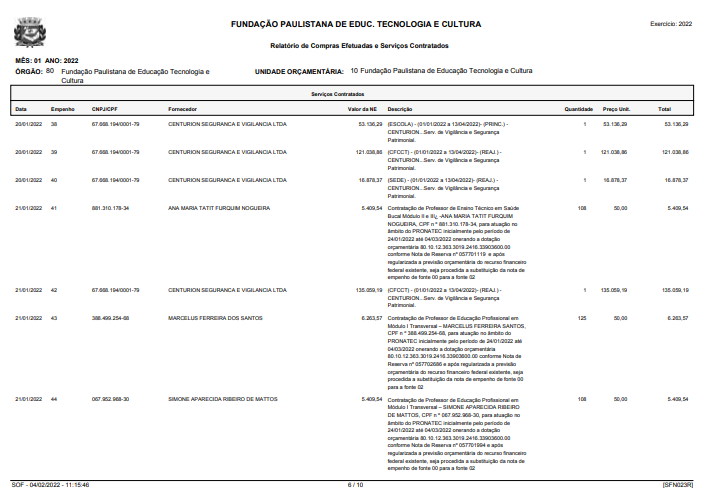 FUNDAÇÃO PAULISTANA DE EDUC. TECNOLOGIA E CULTURA
Exercício: 2022
Relatório de Compras Efetuadas e Serviços Contratados
MÊS: 01 ANO: 2022
ÓRGÃO: 80 Fundação Paulistana de Educação Tecnologia e Cultura
UNIDADE ORÇAMENTÁRIA: 10 Fundação Paulistana de Educação Tecnologia e Cultura
Serviços Contratados
Data Empenho CNPJ/CPF Fornecedor Valor da NE Descrição Quantidade Preço Unit. Total
20/01/2022 38 67.668.194/0001-79 CENTURION SEGURANCA E VIGILANCIA LTDA 53.136,29 (ESCOLA) - (01/01/2022 a 13/04/2022)- (PRINC.) - 1 53.136,29 53.136,29
CENTURION...Serv. de Vigilância e Segurança
Patrimonial.
20/01/2022 39 67.668.194/0001-79 CENTURION SEGURANCA E VIGILANCIA LTDA 121.038,86 (CFCCT) - (01/01/2022 a 13/04/2022)- (REAJ.) - 1 121.038,86 121.038,86
CENTURION...Serv. de Vigilância e Segurança
Patrimonial.
20/01/2022 40 67.668.194/0001-79 CENTURION SEGURANCA E VIGILANCIA LTDA 16.878,37 (SEDE) - (01/01/2022 a 13/04/2022)- (REAJ.) - 1 16.878,37 16.878,37
CENTURION...Serv. de Vigilância e Segurança
Patrimonial.
21/01/2022 41 881.310.178-34 ANA MARIA TATIT FURQUIM NOGUEIRA 5.409,54 Contratação de Professor de Ensino Técnico em Saúde 108 50,00 5.409,54
Bucal Módulo II e III¿ -ANA MARIA TATIT FURQUIM
NOGUEIRA, CPF n º 881.310.178-34, para atuação no
âmbito do PRONATEC inicialmente pelo período de
24/01/2022 até 04/03/2022 onerando a dotação
orçamentária 80.10.12.363.3019.2416.33903600.00
conforme Nota de Reserva nº 057701119 e após
regularizada a previsão orçamentária do recurso financeiro
federal existente, seja procedida a substituição da nota de
empenho de fonte 00 para a fonte 02
21/01/2022 42 67.668.194/0001-79 CENTURION SEGURANCA E VIGILANCIA LTDA 135.059,19 (CFCCT) - (01/01/2022 a 13/04/2022)- (REAJ.) - 1 135.059,19 135.059,19
CENTURION...Serv. de Vigilância e Segurança
Patrimonial.
21/01/2022 43 388.499.254-68 MARCELUS FERREIRA DOS SANTOS 6.263,57 Contratação de Professor de Educação Profissional em 125 50,00 6.263,57
Módulo I Transversal – MARCELUS FERREIRA SANTOS,
CPF n º 388.499.254-68, para atuação no âmbito do
PRONATEC inicialmente pelo período de 24/01/2022 até
04/03/2022 onerando a dotação orçamentária
80.10.12.363.3019.2416.33903600.00 conforme Nota de
Reserva nº 057702686 e após regularizada a previsão
orçamentária do recurso financeiro federal existente, seja
procedida a substituição da nota de empenho de fonte 00
para a fonte 02
21/01/2022 44 067.952.968-30 SIMONE APARECIDA RIBEIRO DE MATTOS 5.409,54 Contratação de Professor de Educação Profissional em 108 50,00 5.409,54
Módulo I Transversal – SIMONE APARECIDA RIBEIRO
DE MATTOS, CPF n º 067.952.968-30, para atuação no
âmbito do PRONATEC inicialmente pelo período de
24/01/2022 até 04/03/2022 onerando a dotação
orçamentária 80.10.12.363.3019.2416.33903600.00
conforme Nota de Reserva nº 057701994 e após
regularizada a previsão orçamentária do recurso financeiro
federal existente, seja procedida a substituição da nota de
empenho de fonte 00 para a fonte 02
SOF - 04/02/2022 - 11:15:46
6 / 10
[SFN023R]